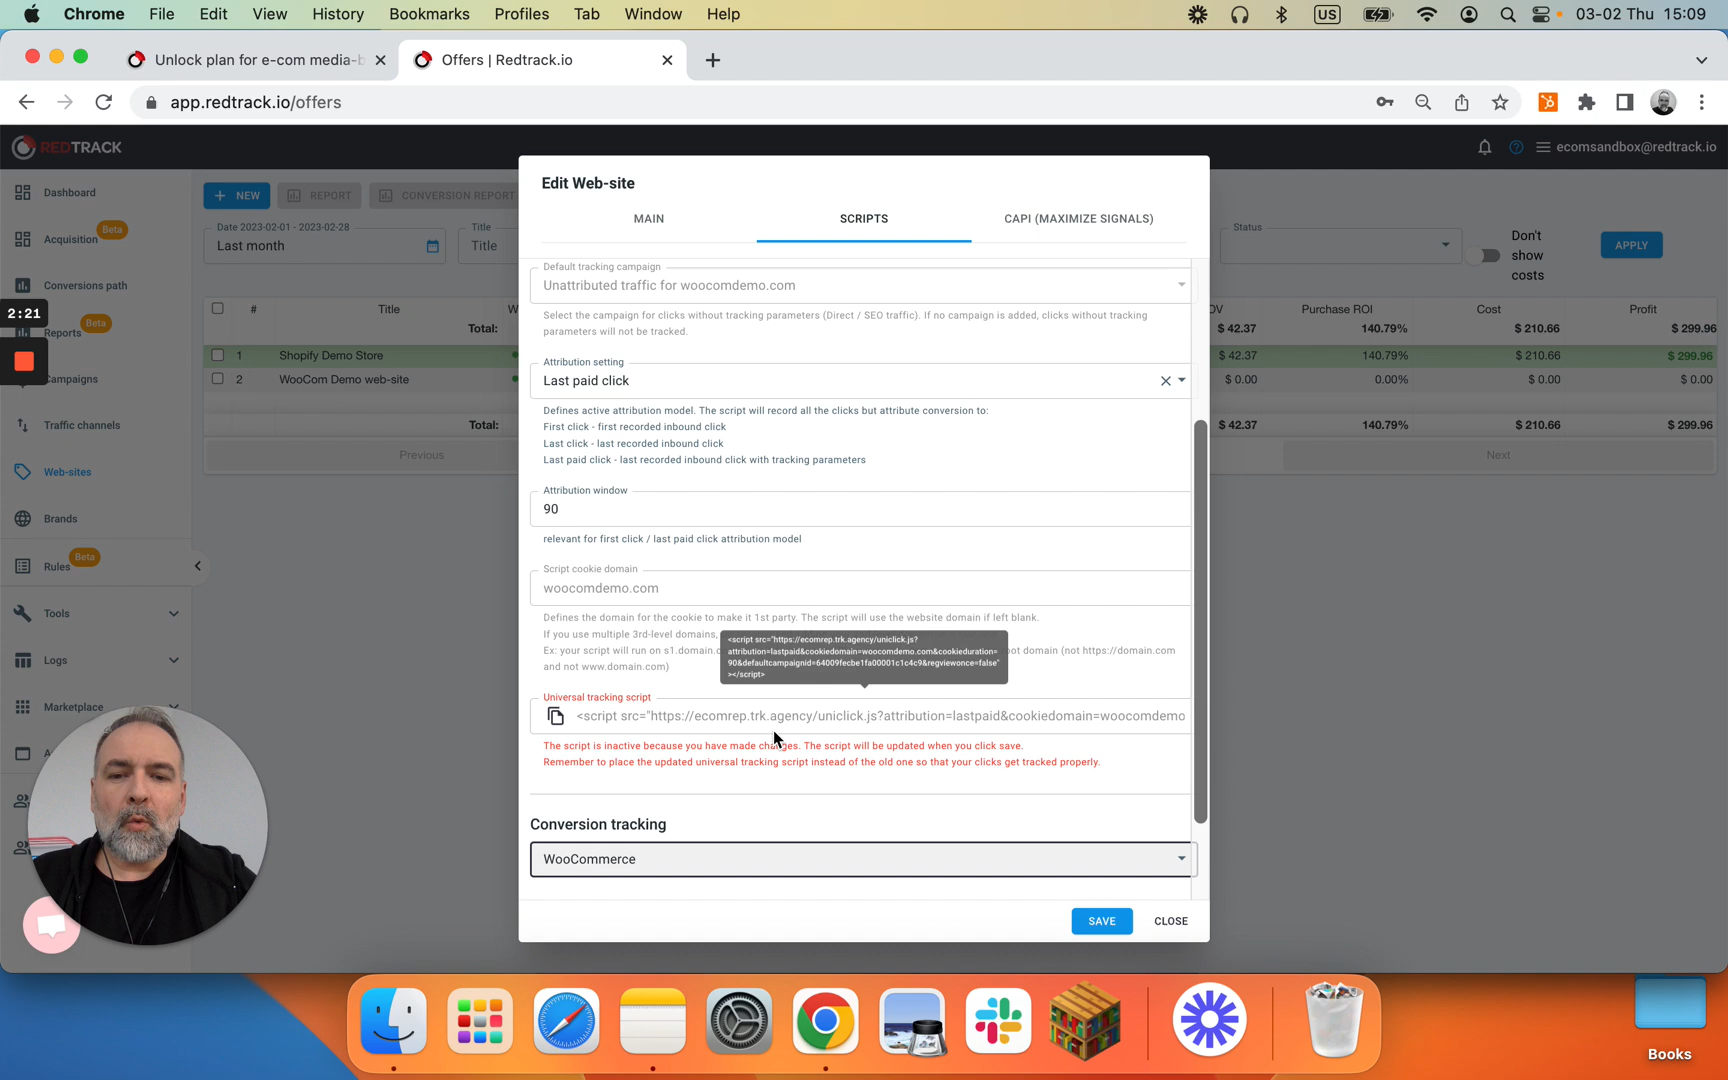 Chrome File Edit View History Bookmarks Profiles Tab Window Help US 03-02 Thu 15:09
Unlock plan for e-com media-b
Offers | Redtrack.io
app.redtrack.io/offers
REDTRACK
ecomsandbox@redtrack.io
Dashboard
Acquisition Beta
Conversions path
2:21
Reports Beta
Campaigns
Traffic channels
Web-sites
Brands
Rules Beta
Tools
Logs
Marketplace
NEW REPORT CONVERSION REPORT
Date 2023-02-01 - 2023-02-28
Last month
Title
Title
Status
Don't
show
costs
APPLY
# Title W OV Purchase ROI Cost Profit
Total: $ 42.37 140.79% $ 210.66 $ 299.96
1 Shopify Demo Store $ 42.37 140.79% $ 210.66 $ 299.96
2 WooCom Demo web-site $ 0.00 0.00% $ 0.00 $ 0.00
Total: $ 42.37 140.79% $ 210.66 $ 299.96
Previous Next
Edit Web-site
MAIN SCRIPTS CAPI (MAXIMIZE SIGNALS)
Default tracking campaign
Unattributed traffic for woocomdemo.com
Select the campaign for clicks without tracking parameters (Direct / SEO traffic). If no campaign is added, clicks without tracking
parameters will not be tracked.
Attribution setting
Last paid click
Defines active attribution model. The script will record all the clicks but attribute conversion to:
First click - first recorded inbound click
Last click - last recorded inbound click
Last paid click - last recorded inbound click with tracking parameters
Attribution window
90
relevant for first click / last paid click attribution model
Script cookie domain
woocomdemo.com
Defines the domain for the cookie to make it 1st party. The script will use the website domain if left blank.
If you use multiple 3rd-level domains,
Ex: your script will run on s1.domain.c oot domain (not https://domain.com
and not www.domain.com)
<script src="https://ecomrep.trk.agency/uniclick.js?
attribution=lastpaid&cookiedomain=woocomdemo.com&cookieduration=
90&defaultcampaignid=64009fecbe1fa00001c1c4c9&regviewonce=false"
></script>
Universal tracking script
<script src="https://ecomrep.trk.agency/uniclick.js?attribution=lastpaid&cookiedomain=woocomdemo
The script is inactive because you have made changes. The script will be updated when you click save.
Remember to place the updated universal tracking script instead of the old one so that your clicks get tracked properly.
Conversion tracking
WooCommerce
SAVE CLOSE
Books